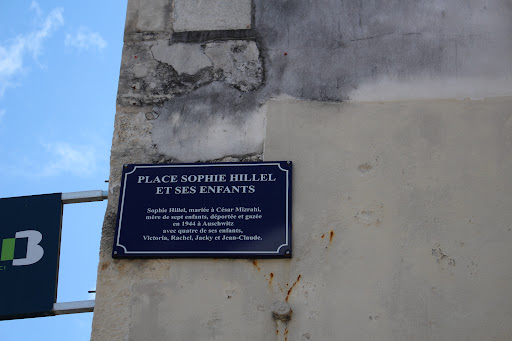 PLACE SOPHIE HILLEL
ET SES ENFANTS
Sophie Hillel, mariée à César Mizrahi,
mère de sept enfants, déportée et gazée
en 1944 à Auschwitz
avec quatre de ses enfants,
Victoria, Rachel, Jacky et Jean-Claude.
B
CI